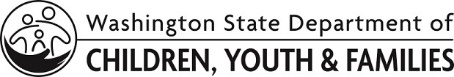 Washington State Department of
CHILDREN, YOUTH & FAMILIES